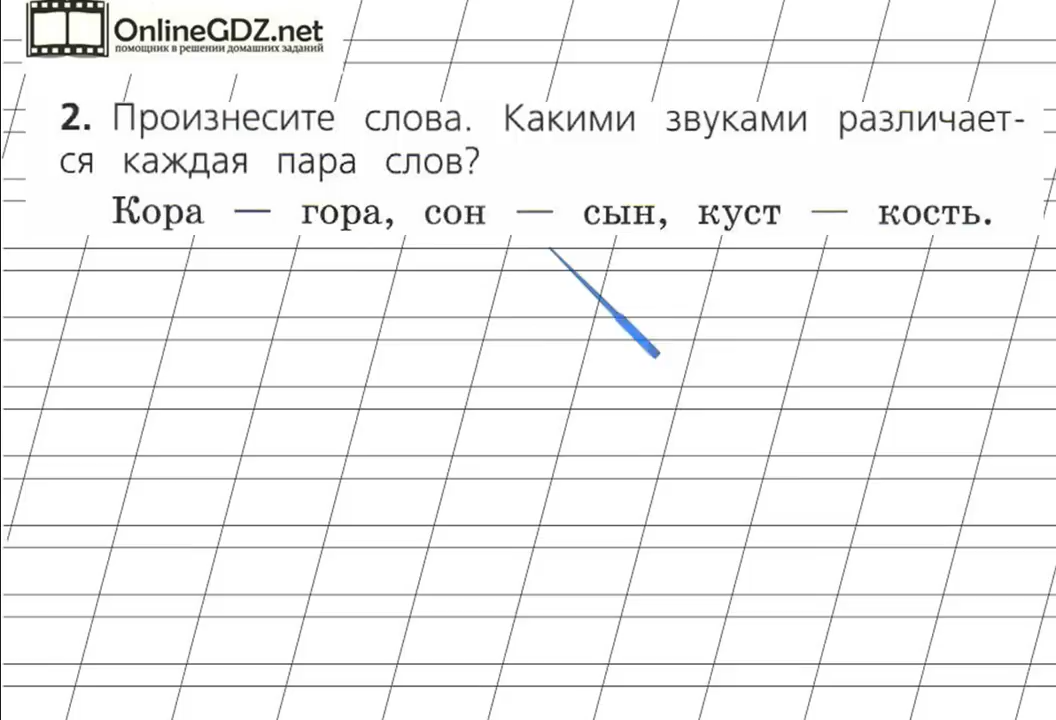 OnlineGDZ.net
помощник в решении домашних заданий
2. Произнесите слова. Какими звуками различает-
ся каждая пара слов?
Кора — гора, сон — сын, куст — кость.